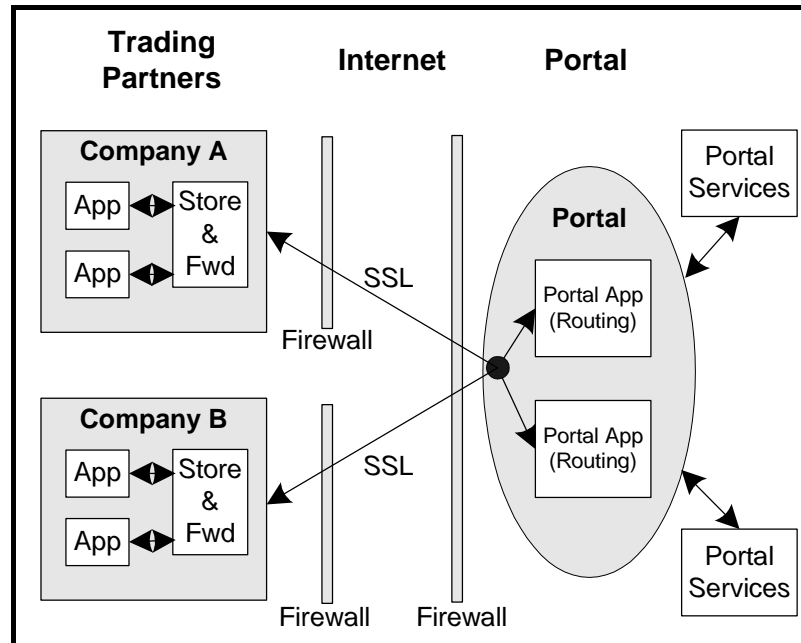 Trading
Partners
Internet
Portal
Company A
App
App
Store
&
Fwd
SSL
Firewall
Company B
App
App
Store
&
Fwd
SSL
Firewall
Firewall
Portal
Portal App
(Routing)
Portal App
(Routing)
Portal
Services
Portal
Services